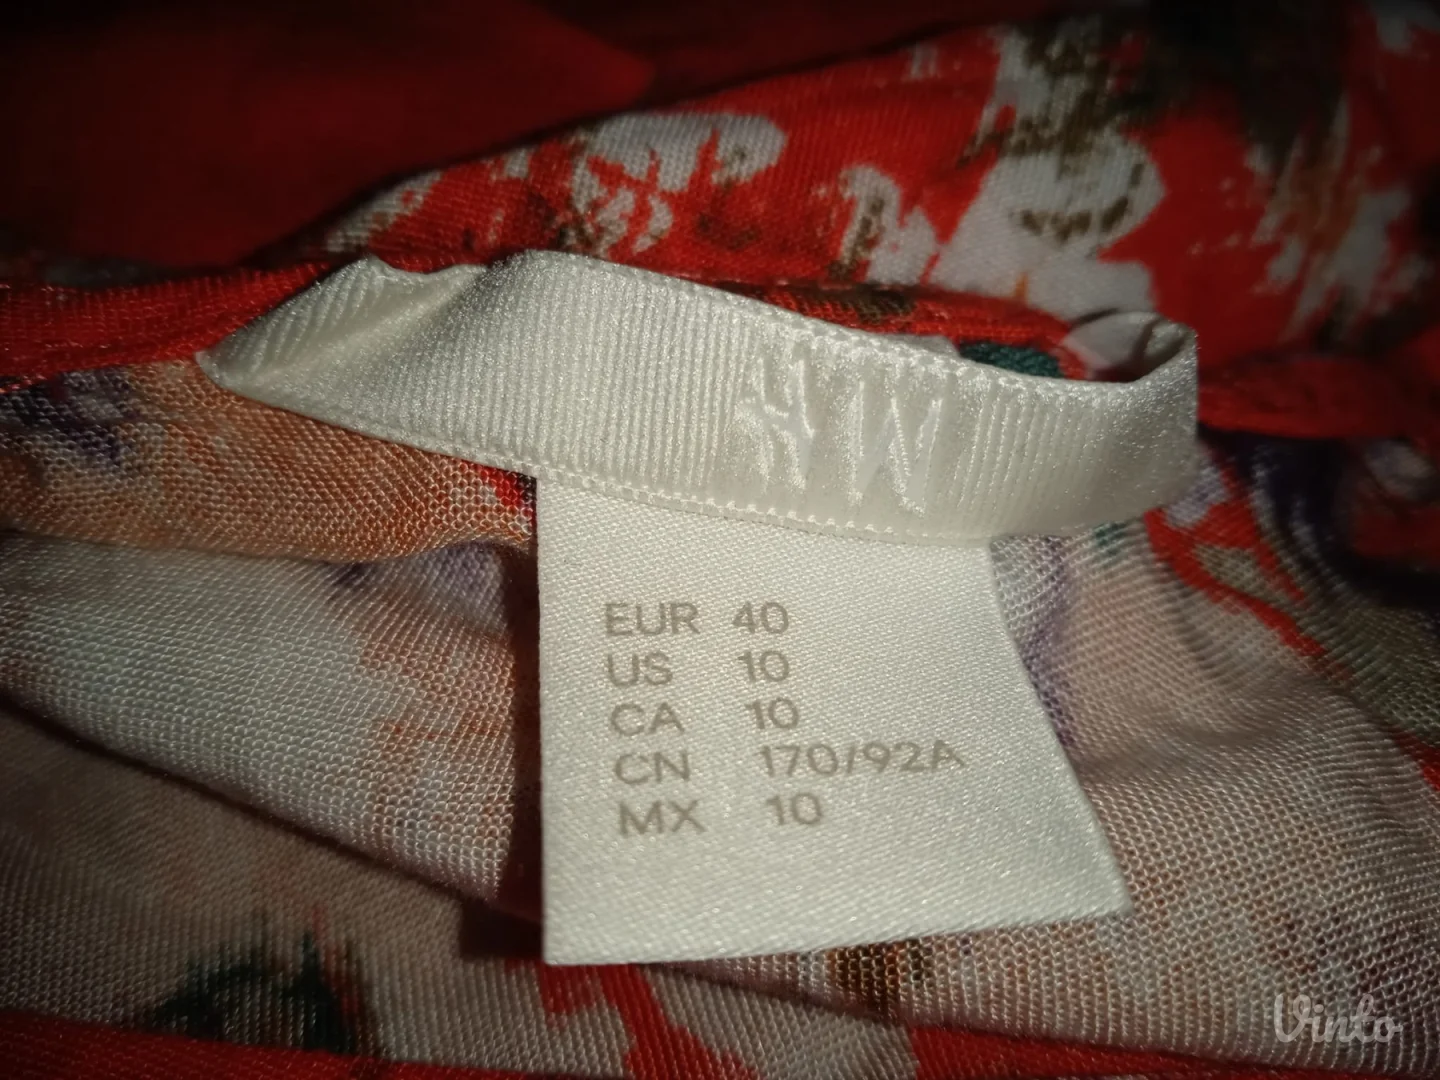 H&M
EUR 40
US 10
CA 10
CN 170/92A
MX 10
Vinto